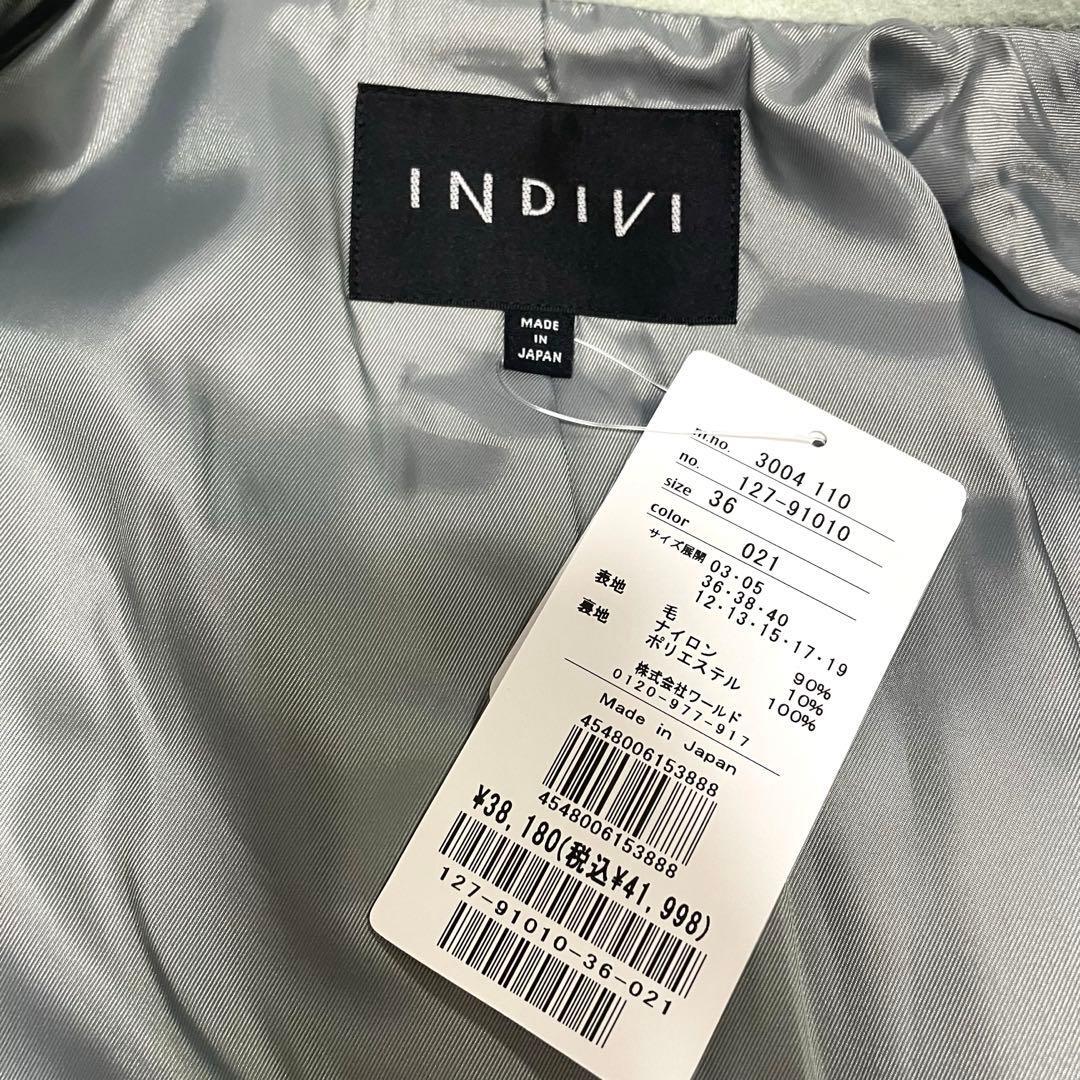 INDIVI
MADE
IN
JAPAN
m.no. 3004 110
no. 127-91010
size 36
color 021
サイズ展開 03・05
36・38・40
12・13・15・17・19
表地 毛 90%
ナイロン 10%
裏地 ポリエステル 100%
株式会社ワールド
0120-977-917
Made in Japan
4548006153888
4548006153888
¥38,180(税込¥41,998)
127-91010-36-021